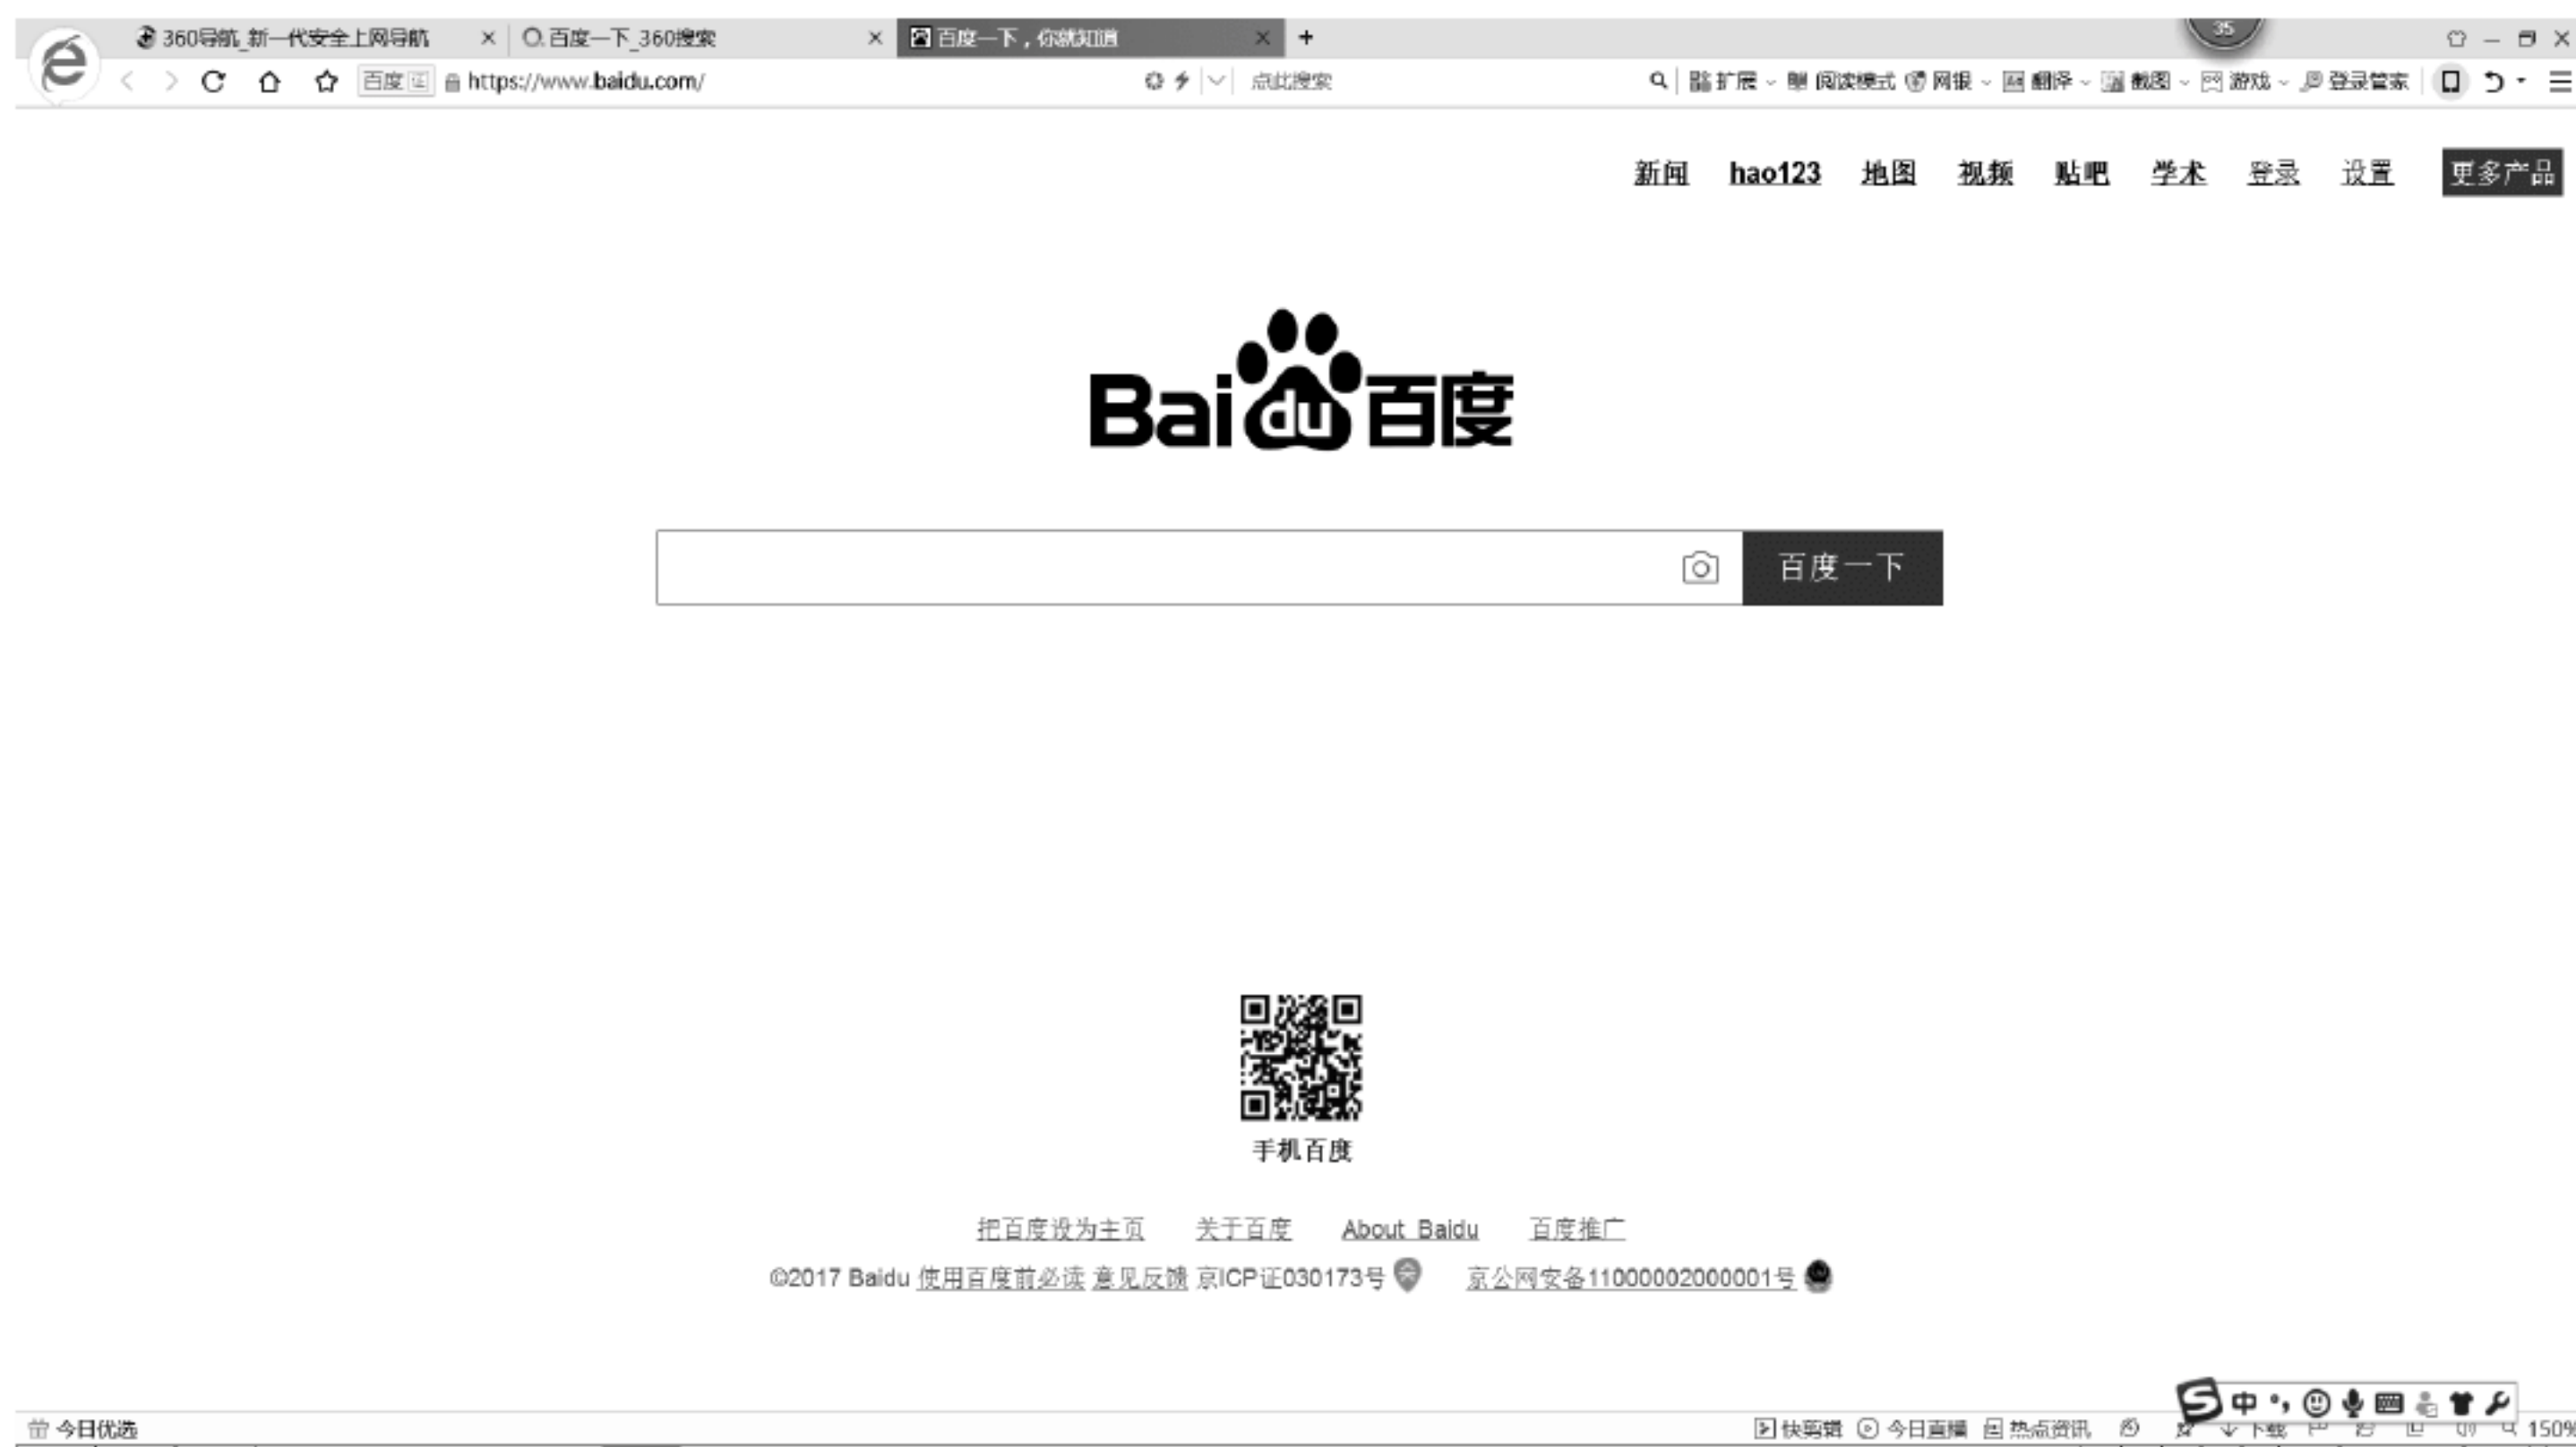 360导航_新一代安全上网导航 百度一下_360搜索 百度一下，你就知道 35
百度 证 https://www.baidu.com/ 点此搜索 扩展 阅读模式 网银 翻译 截图 游戏 登录管家
新闻 hao123 地图 视频 贴吧 学术 登录 设置 更多产品
Baidu百度
百度一下
手机百度
把百度设为主页 关于百度 About Baidu 百度推广
©2017 Baidu 使用百度前必读 意见反馈 京ICP证030173号 京公网安备11000002000001号
中
今日优选 快剪辑 今日直播 热点资讯 下载 150%